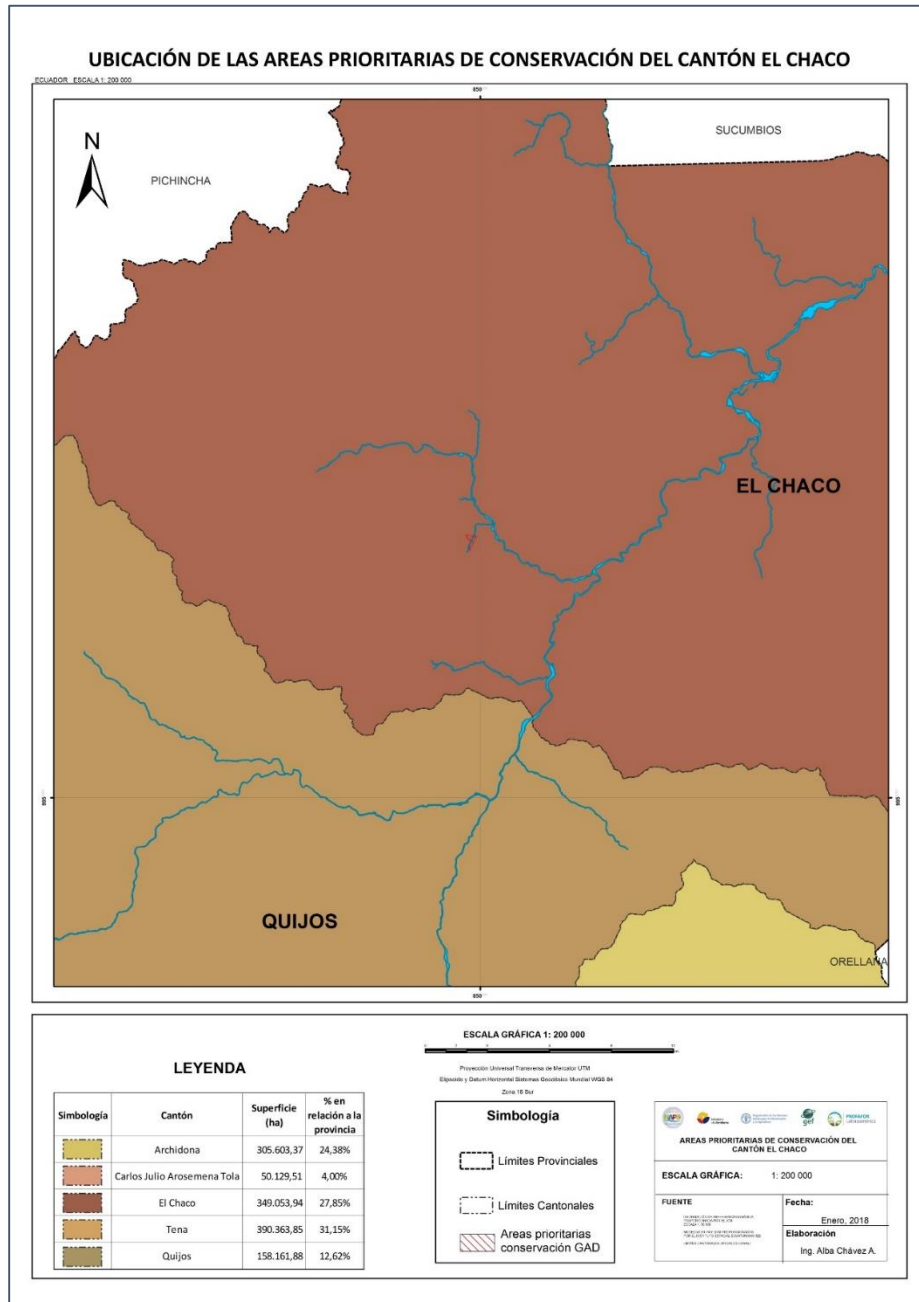 UBICACIÓN DE LAS AREAS PRIORITARIAS DE CONSERVACIÓN DEL CANTÓN EL CHACO
ECUADOR ESCALA 1: 200 000
SUCUMBIOS
N
PICHINCHA
EL CHACO
QUIJOS
ORELLANA
ESCALA GRÁFICA 1: 200 000
Proyección Universal Transversa de Mercator UTM
Elipsoide y Datum Horizontal Sistemas Geodésico Mundial WGS 84
Zona 18 Sur
LEYENDA
Simbología Cantón Superficie (ha) % en relación a la provincia
Archidona 305.603,37 24,38%
Carlos Julio Arosemena Tola 50.129,51 4,00%
El Chaco 349.053,94 27,85%
Tena 390.363,85 31,15%
Quijos 158.161,88 12,62%
Simbología
Límites Provinciales
Límites Cantonales
Areas prioritarias
conservación GAD
gef
AREAS PRIORITARIAS DE CONSERVACIÓN DEL
CANTÓN EL CHACO
ESCALA GRÁFICA: 1: 200 000
FUENTE
Fecha:
Enero, 2018
Elaboración
Ing. Alba Chávez A.